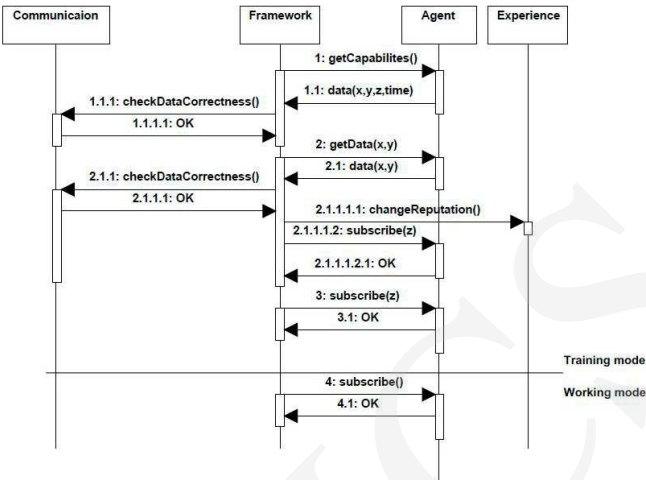 Communicaion
Framework
Agent
Experience
1: getCapabilites()
1.1: data(x,y,z,time)
1.1.1: checkDataCorrectness()
1.1.1.1: OK
2: getData(x,y)
2.1: data(x,y)
2.1.1: checkDataCorrectness()
2.1.1.1: OK
2.1.1.1.1: changeReputation()
2.1.1.1.2: subscribe(z)
2.1.1.1.2.1: OK
3: subscribe(z)
3.1: OK
Training mode
4: subscribe()
Working mode
4.1: OK